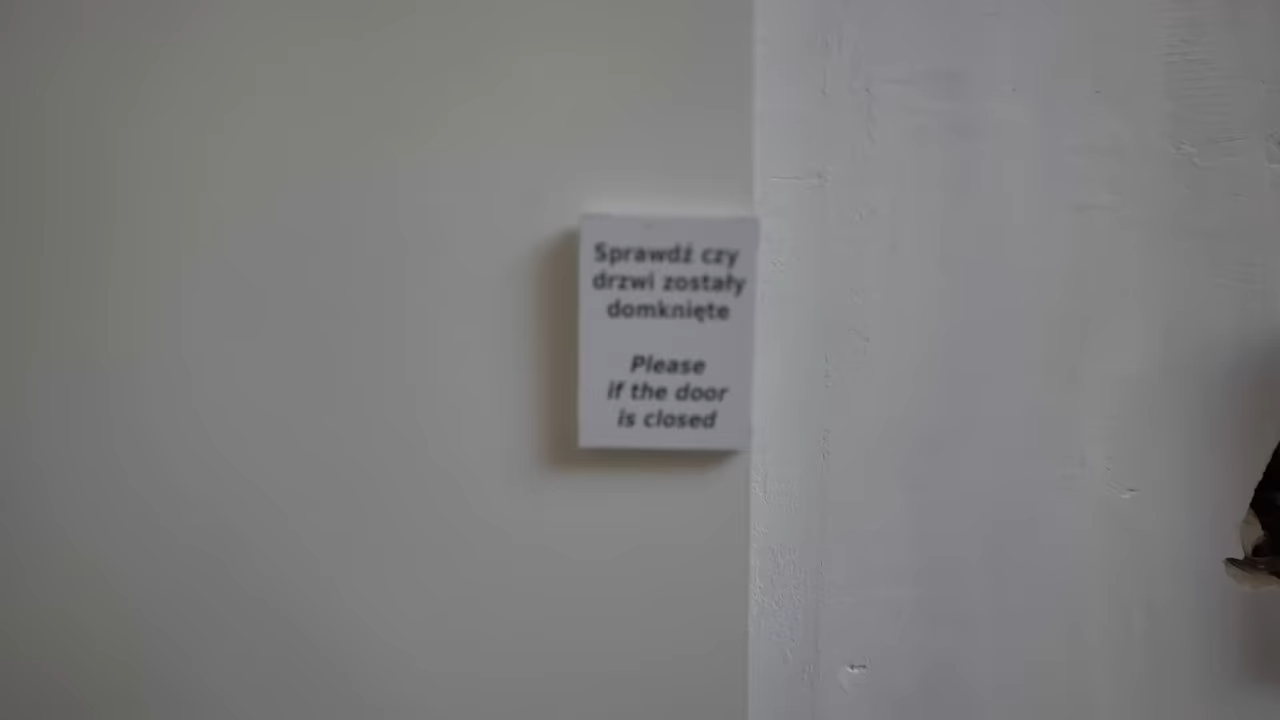 Sprawdź czy
drzwi zostały
domknięte
Please
if the door
is closed